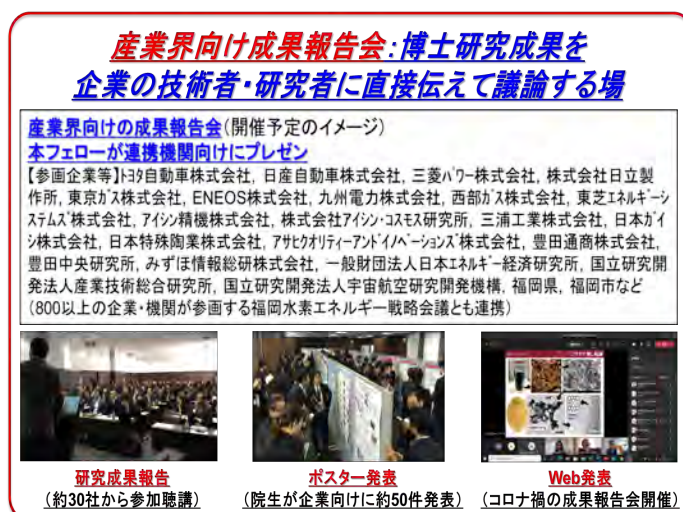 産業界向け成果報告会:博士研究成果を
企業の技術者・研究者に直接伝えて議論する場
産業界向けの成果報告会(開催予定のイメージ)
本フェローが連携機関向けにプレゼン
【参画企業等】トヨタ自動車株式会社, 日産自動車株式会社, 三菱パワー株式会社, 株式会社日立製
作所, 東京ガス株式会社, ENEOS株式会社, 九州電力株式会社, 西部ガス株式会社, 東芝エネルギーシ
ステムズ株式会社, アイシン精機株式会社, 株式会社アイシン・コスモス研究所, 三浦工業株式会社, 日本ガイ
シ株式会社, 日本特殊陶業株式会社, アサヒクオリティーアンドイノベーションズ株式会社, 豊田通商株式会社,
豊田中央研究所, みずほ情報総研株式会社, 一般財団法人日本エネルギー経済研究所, 国立研究開
発法人産業技術総合研究所, 国立研究開発法人宇宙航空研究開発機構, 福岡県, 福岡市など
(800以上の企業・機関が参画する福岡水素エネルギー戦略会議とも連携)
研究成果報告
(約30社から参加聴講)
ポスター発表
(院生が企業向けに約50件発表)
Web発表
(コロナ禍の成果報告会開催)